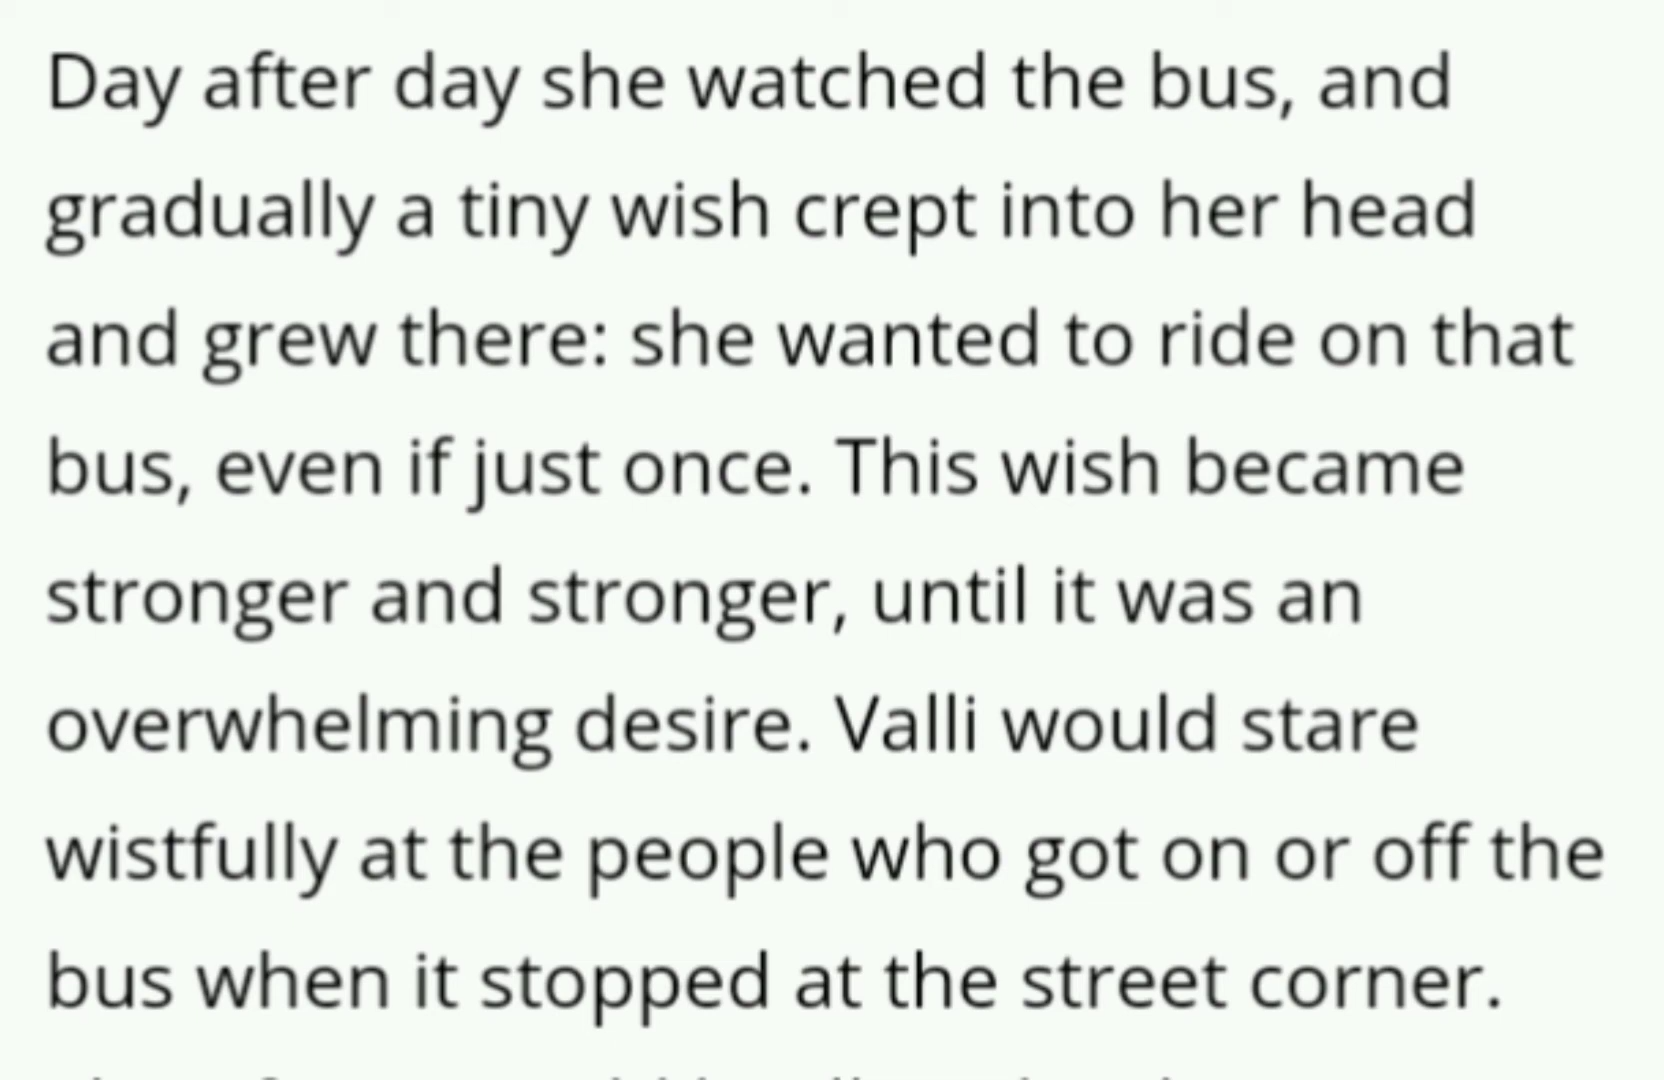 Day after day she watched the bus, and
gradually a tiny wish crept into her head
and grew there: she wanted to ride on that
bus, even if just once. This wish became
stronger and stronger, until it was an
overwhelming desire. Valli would stare
wistfully at the people who got on or off the
bus when it stopped at the street corner.